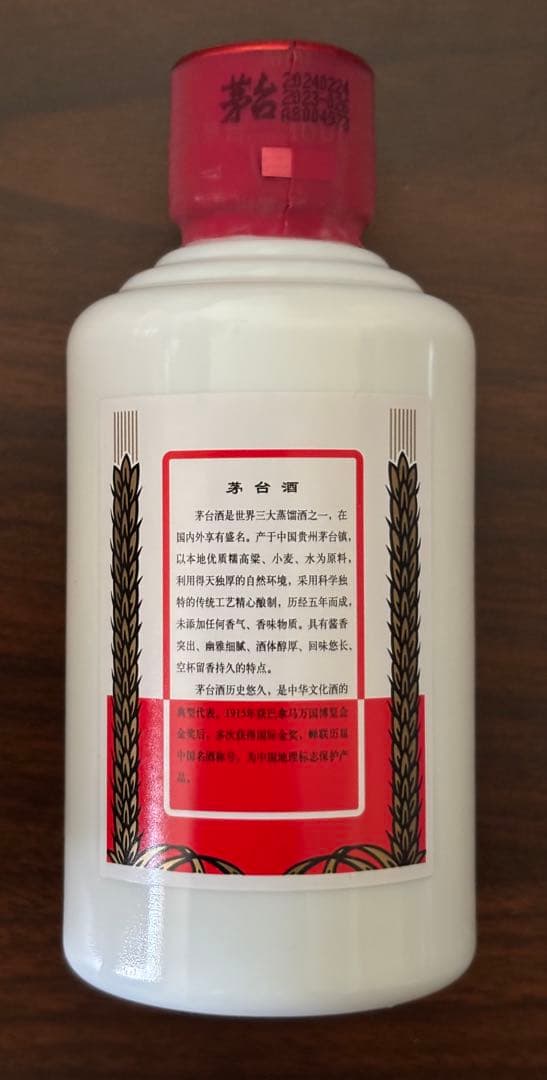 茅台 20240224
2023-026
茅台酒
茅台酒是世界三大蒸馏酒之一，在
国内外享有盛名。产于中国贵州茅台镇，
以本地优质糯高粱、小麦、水为原料，
利用得天独厚的自然环境，采用科学独
特的传统工艺精心酿制，历经五年而成，
未添加任何香气、香味物质。具有酱香
突出、幽雅细腻、酒体醇厚、回味悠长、
空杯留香持久的特点。
茅台酒历史悠久，是中华文化酒的
典型代表。1915年获巴拿马万国博览会
金奖后，多次获得国际金奖，蝉联历届
中国名酒称号，为中国地理标志保护产
品。